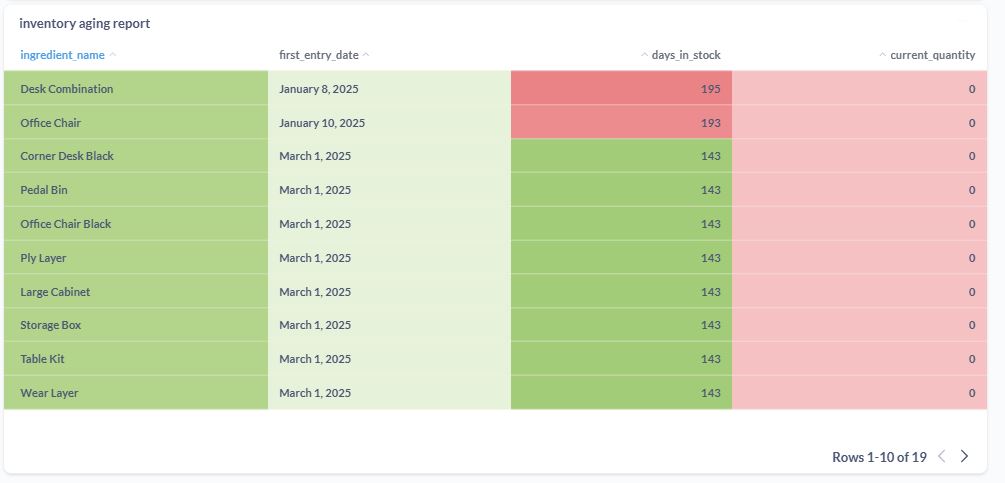 inventory aging report
ingredient_name first_entry_date days_in_stock current_quantity
Desk Combination January 8, 2025 195 0
Office Chair January 10, 2025 193 0
Corner Desk Black March 1, 2025 143 0
Pedal Bin March 1, 2025 143 0
Office Chair Black March 1, 2025 143 0
Ply Layer March 1, 2025 143 0
Large Cabinet March 1, 2025 143 0
Storage Box March 1, 2025 143 0
Table Kit March 1, 2025 143 0
Wear Layer March 1, 2025 143 0
Rows 1-10 of 19